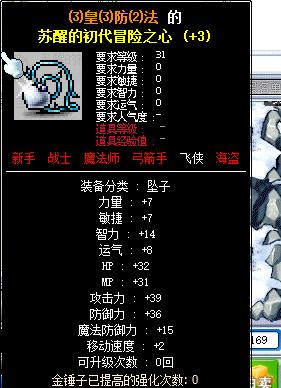 (3)皇(3)防(2)法 的
苏醒的初代冒险之心 (+3)
要求等级： 31
要求力量： 0
要求敏捷： 0
要求智力： 0
要求运气： 0
要求人气度： -
道具等级： -
道具经验值： -
新手 战士 魔法师 弓箭手 飞侠 海盗
装备分类 : 坠子
力量 : +7
敏捷 : +7
智力 : +14
运气 : +8
HP : +32
MP : +31
攻击力 : +39
防御力 : +36
魔法防御力 : +15
移动速度 : +2
可升级次数 : 0回
金锤子已提高的强化次数: 0
169